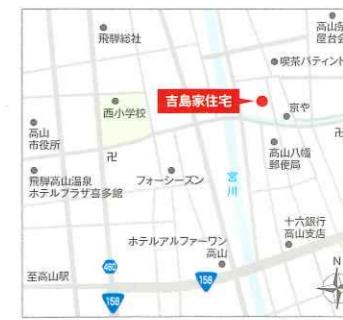 飛騨総社
高山祭
屋台会
喫茶バティン
吉島家住宅
西小学校
京や
高山
市役所
卍
卍
高山八幡
郵便局
飛騨高山温泉
ホテルプラザ喜多館
フォーシーズン
宮川
十六銀行
高山支店
ホテルアルファーワン
高山
N
460
至高山駅
158
158